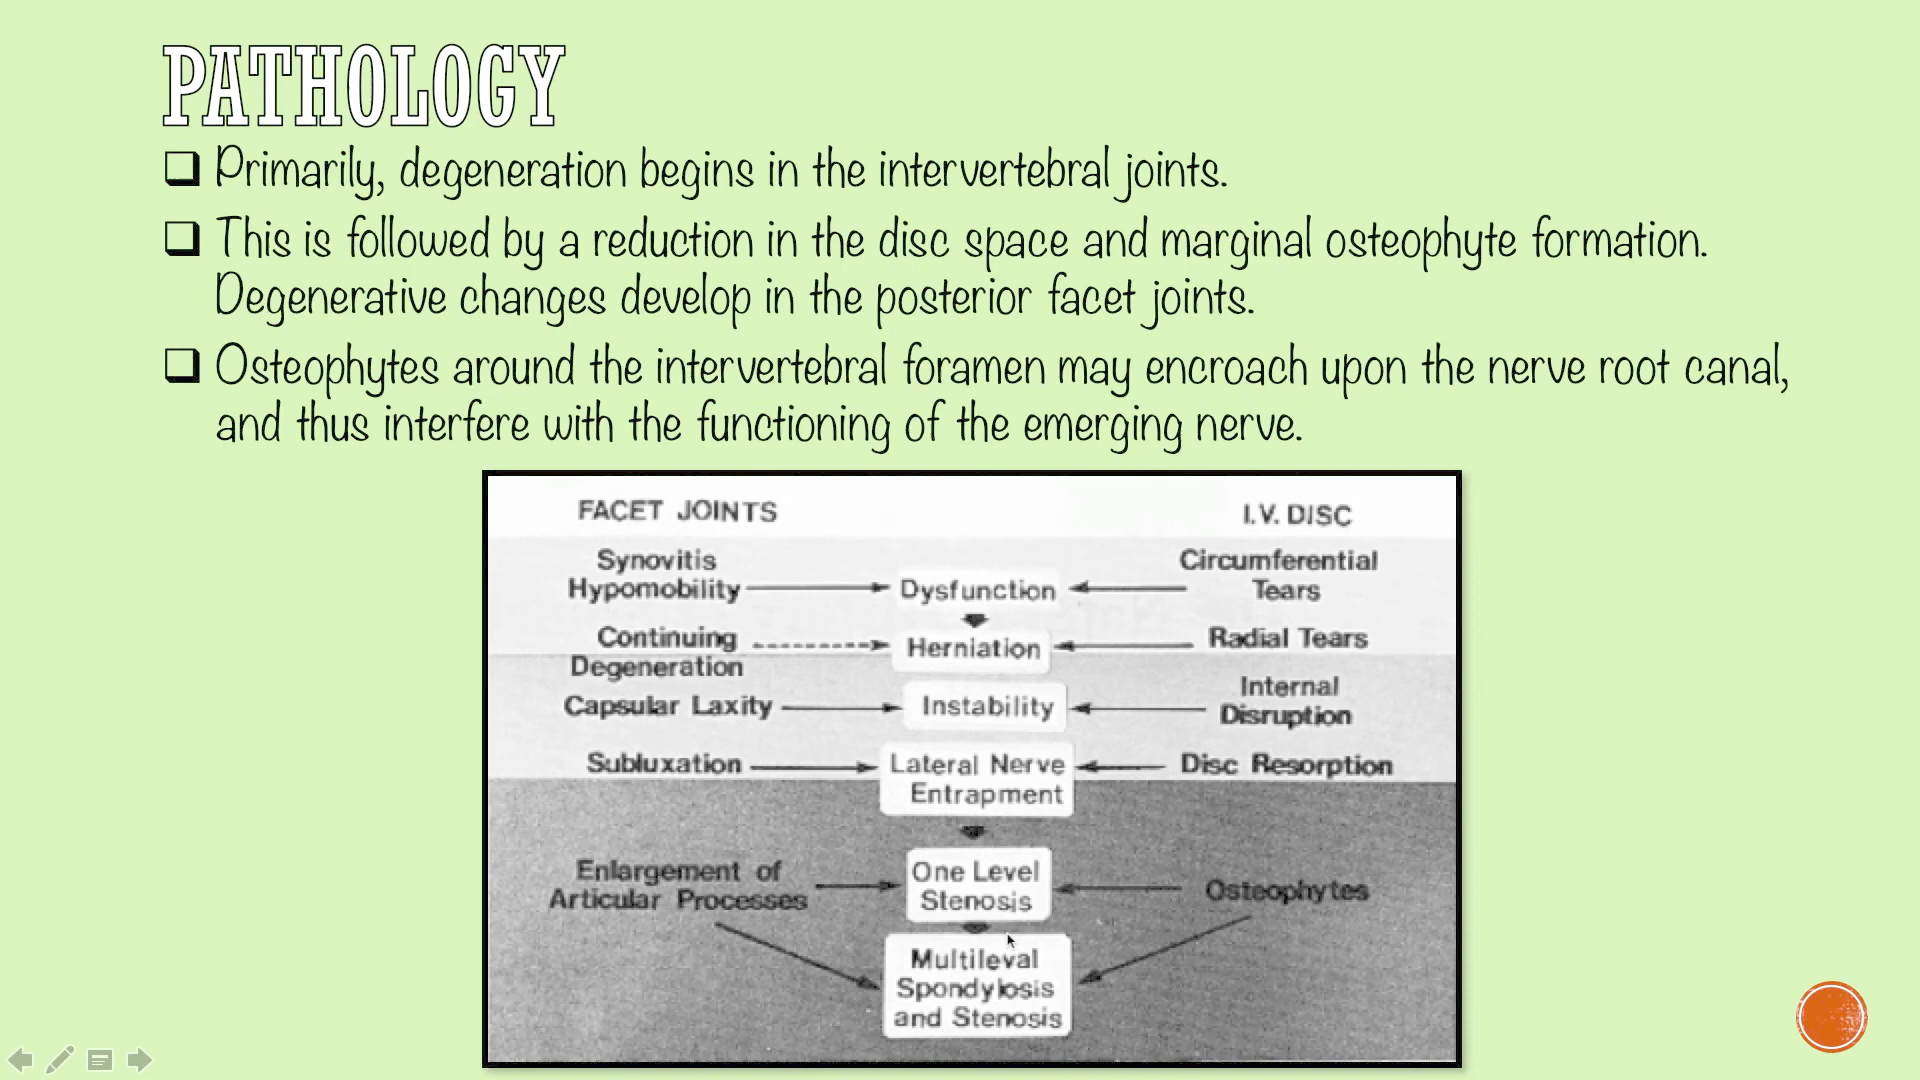 PATHOLOGY
Primarily, degeneration begins in the intervertebral joints.
This is followed by a reduction in the disc space and marginal osteophyte formation.
Degenerative changes develop in the posterior facet joints.
Osteophytes around the intervertebral foramen may encroach upon the nerve root canal,
and thus interfere with the functioning of the emerging nerve.
FACET JOINTS
I.V. DISC
Synovitis
Hypomobility
Dysfunction
Circumferential
Tears
Continuing
Degeneration
Herniation
Radial Tears
Capsular Laxity
Instability
Internal
Disruption
Subluxation
Lateral Nerve
Entrapment
Disc Resorption
Enlargement of
Articular Processes
One Level
Stenosis
Osteophytes
Multileval
Spondylosis
and Stenosis